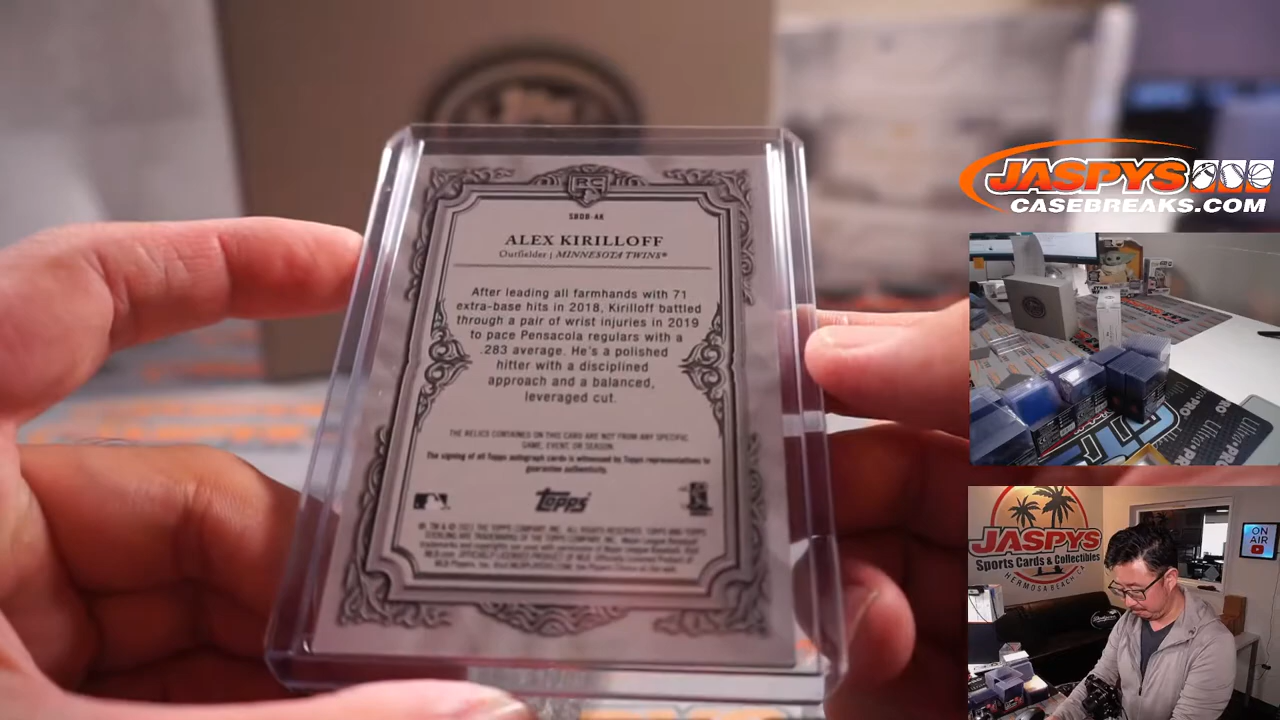 RC
SBDB-AK
ALEX KIRILLOFF
Outfielder | MINNESOTA TWINS®
After leading all farmhands with 71
extra-base hits in 2018, Kirilloff battled
through a pair of wrist injuries in 2019
to pace Pensacola regulars with a
.283 average. He's a polished
hitter with a disciplined
approach and a balanced,
leveraged cut.
THE RELICS CONTAINED ON THIS CARD ARE NOT FROM ANY SPECIFIC
GAME, EVENT, OR SEASON.
The signing of all Topps autograph cards is witnessed by Topps representatives to
guarantee authenticity.
Topps
JASPYS
CASEBREAKS.COM
JASPYS
Sports Cards & Collectibles
HERMOSA BEACH CA
ON
AIR
Ultra PRO